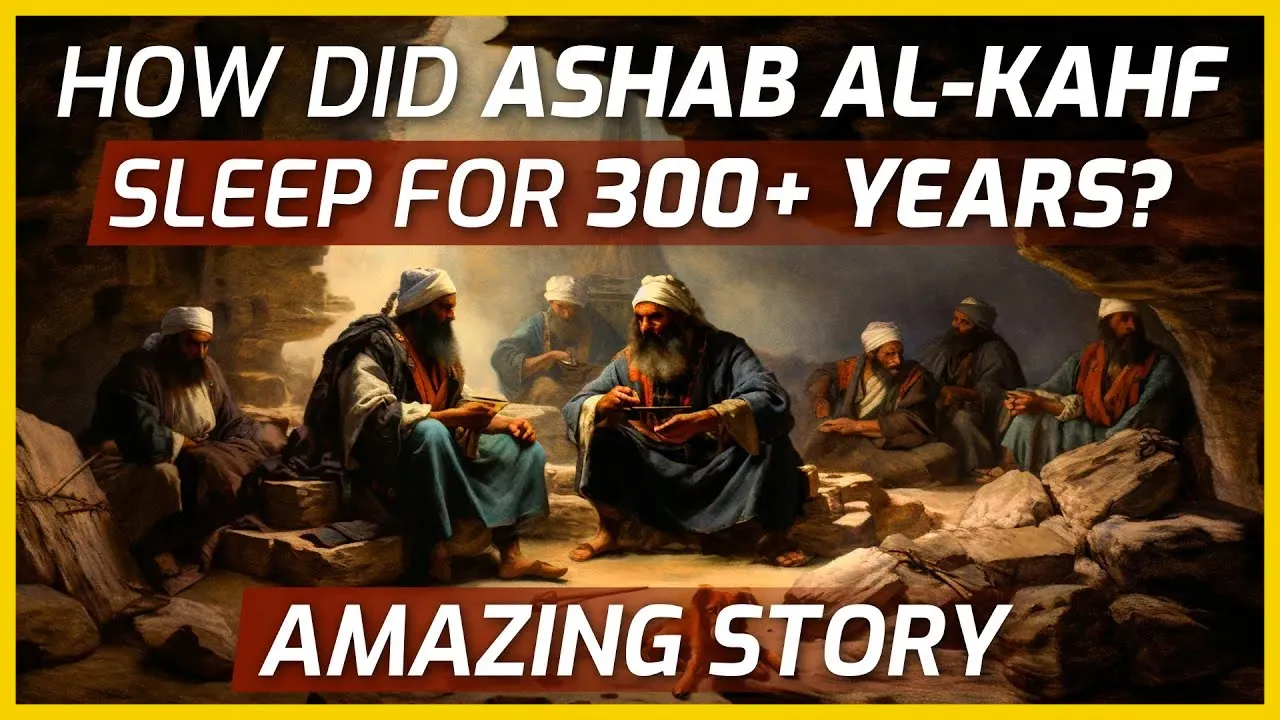 HOW DID ASHAB AL-KAHF
SLEEP FOR 300+ YEARS?
AMAZING STORY